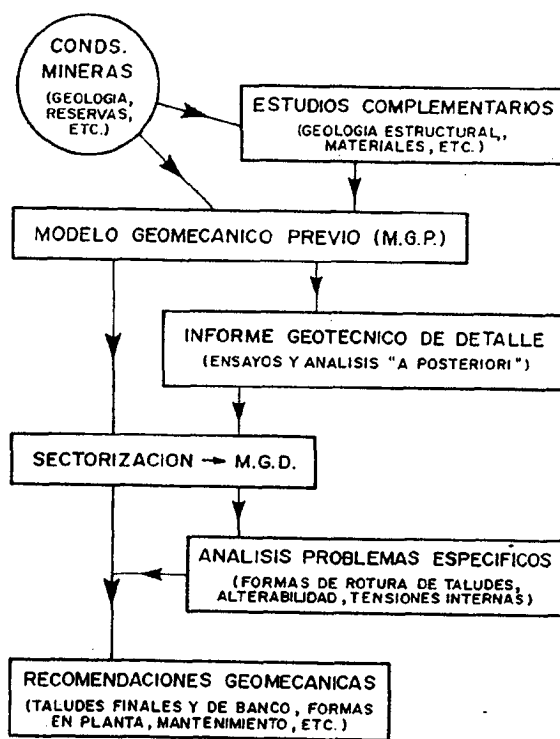 CONDS.
MINERAS
(GEOLOGIA,
RESERVAS,
ETC.)
ESTUDIOS COMPLEMENTARIOS
(GEOLOGIA ESTRUCTURAL,
MATERIALES, ETC.)
MODELO GEOMECANICO PREVIO (M.G.P.)
INFORME GEOTECNICO DE DETALLE
(ENSAYOS Y ANALISIS "A POSTERIORI")
SECTORIZACION → M.G.D.
ANALISIS PROBLEMAS ESPECIFICOS
(FORMAS DE ROTURA DE TALUDES,
ALTERABILIDAD, TENSIONES INTERNAS)
RECOMENDACIONES GEOMECANICAS
(TALUDES FINALES Y DE BANCO, FORMAS
EN PLANTA, MANTENIMIENTO, ETC.)